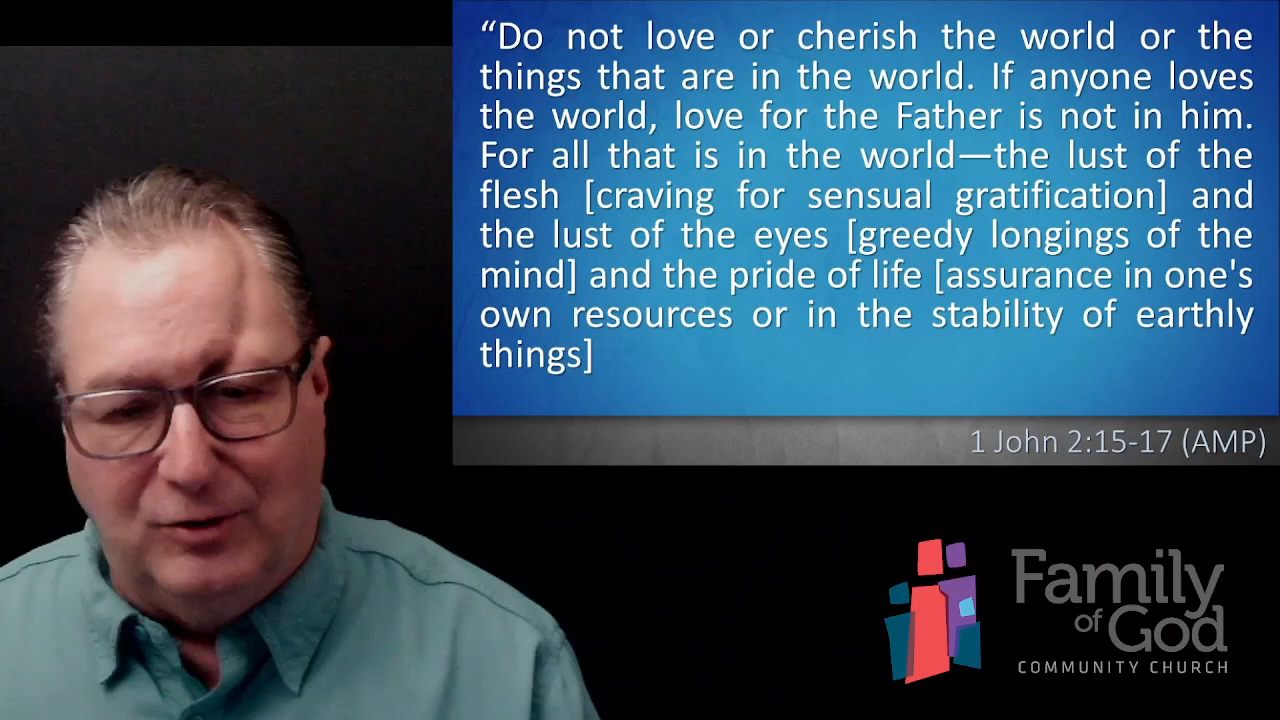 “Do not love or cherish the world or the
things that are in the world. If anyone loves
the world, love for the Father is not in him.
For all that is in the world—the lust of the
flesh [craving for sensual gratification] and
the lust of the eyes [greedy longings of the
mind] and the pride of life [assurance in one's
own resources or in the stability of earthly
things]
1 John 2:15-17 (AMP)
Family
of God
COMMUNITY CHURCH